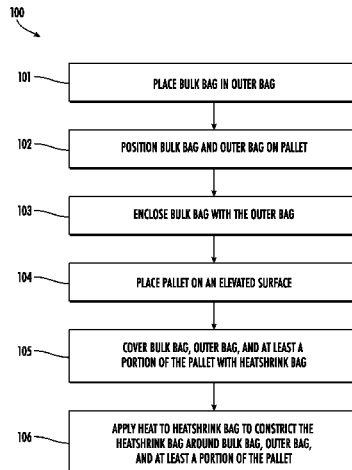 100
101
PLACE BULK BAG IN OUTER BAG
102
POSITION BULK BAG AND OUTER BAG ON PALLET
103
ENCLOSE BULK BAG WITH THE OUTER BAG
104
PLACE PALLET ON AN ELEVATED SURFACE
105
COVER BULK BAG, OUTER BAG, AND AT LEAST A
PORTION OF THE PALLET WITH HEATSHRINK BAG
106
APPLY HEAT TO HEATSHRINK BAG TO CONSTRICT THE
HEATSHRINK BAG AROUND BULK BAG, OUTER BAG,
AND AT LEAST A PORTION OF THE PALLET